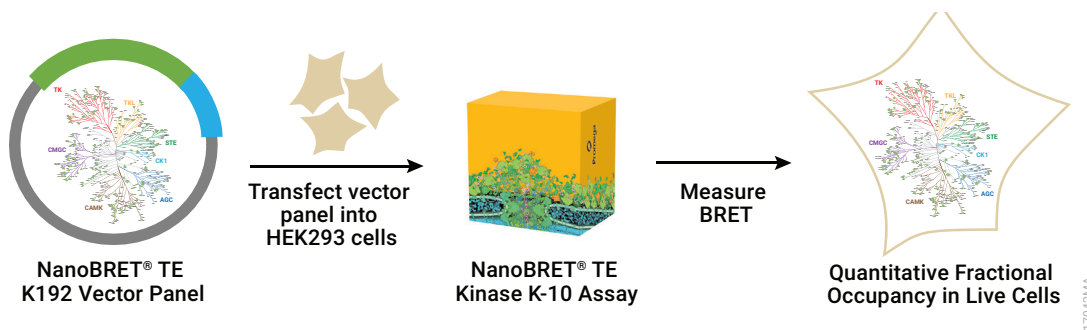 TK
TKL
STE
CMGC
CK1
AGC
CAMK
NanoBRET® TE
K192 Vector Panel
Transfect vector
panel into
HEK293 cells
Promega
NanoBRET® TE
Kinase K-10 Assay
Measure
BRET
TK
TKL
STE
CMGC
CK1
AGC
CAMK
Quantitative Fractional
Occupancy in Live Cells